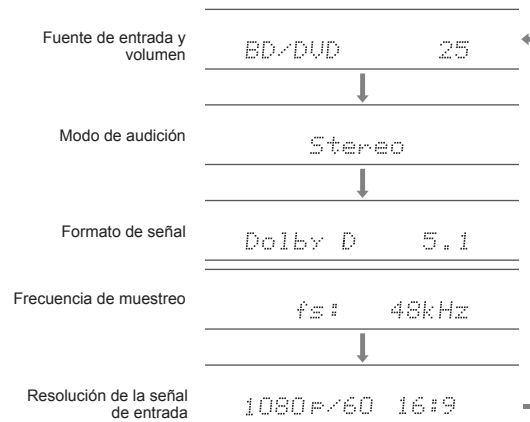 Fuente de entrada y
volumen
BD/DVD 25
Modo de audición
Stereo
Formato de señal
Dolby D 5.1
Frecuencia de muestreo
fs: 48kHz
Resolución de la señal
de entrada
1080p/60 16:9